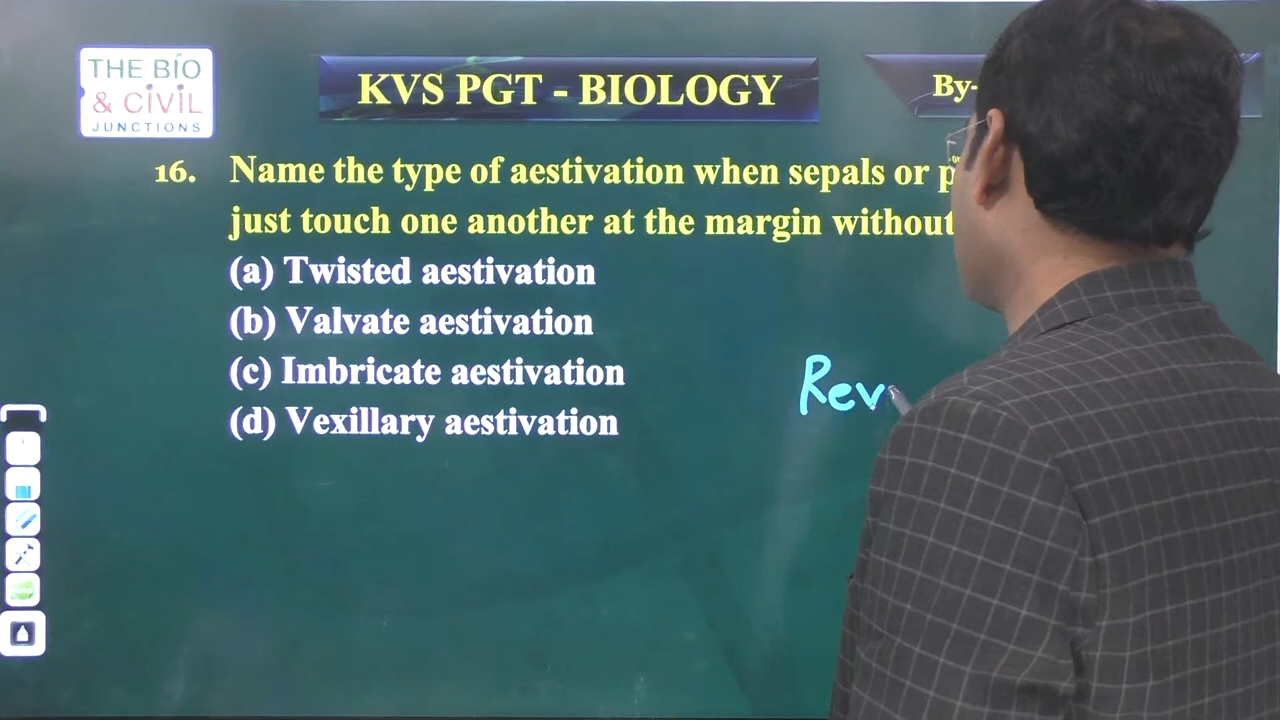 THE BIO
& CiViL
JUNCTIONS
KVS PGT - BIOLOGY
By-
16. Name the type of aestivation when sepals or p
just touch one another at the margin without
(a) Twisted aestivation
(b) Valvate aestivation
(c) Imbricate aestivation
(d) Vexillary aestivation
Rev